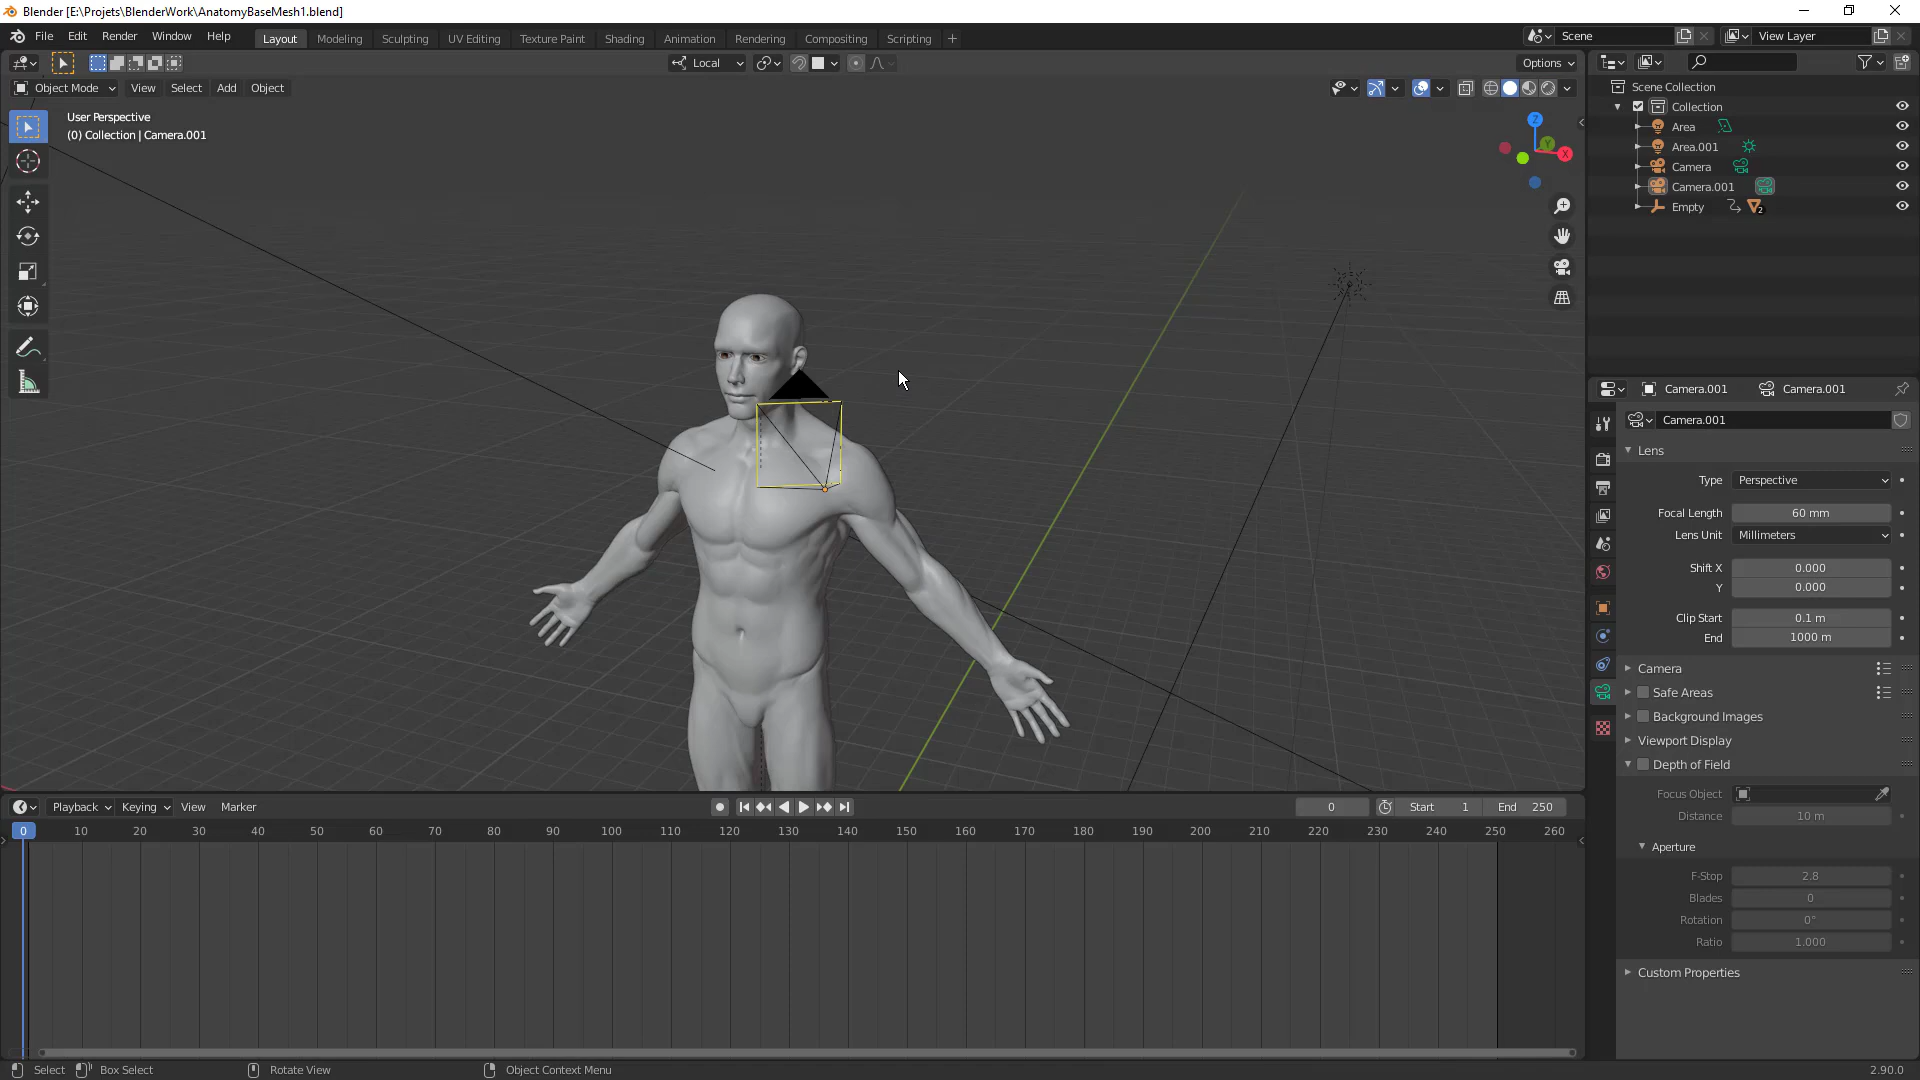 Blender [E:\Projets\BlenderWork\AnatomyBaseMesh1.blend]
File Edit Render Window Help Layout Modeling Sculpting UV Editing Texture Paint Shading Animation Rendering Compositing Scripting + Scene View Layer
Local Options
Object Mode View Select Add Object
User Perspective
(0) Collection | Camera.001
Z
Y
X
Scene Collection
Collection
Area
Area.001
Camera
Camera.001
Empty 2
Camera.001 Camera.001
Camera.001
Lens
Type Perspective
Focal Length 60 mm
Lens Unit Millimeters
Shift X 0.000
Y 0.000
Clip Start 0.1 m
End 1000 m
Camera
Safe Areas
Background Images
Viewport Display
Depth of Field
Focus Object
Distance 10 m
Aperture
F-Stop 2.8
Blades 0
Rotation 0°
Ratio 1.000
Custom Properties
Playback Keying View Marker 0 Start 1 End 250
0 10 20 30 40 50 60 70 80 90 100 110 120 130 140 150 160 170 180 190 200 210 220 230 240 250 260
Select Box Select Rotate View Object Context Menu 2.90.0